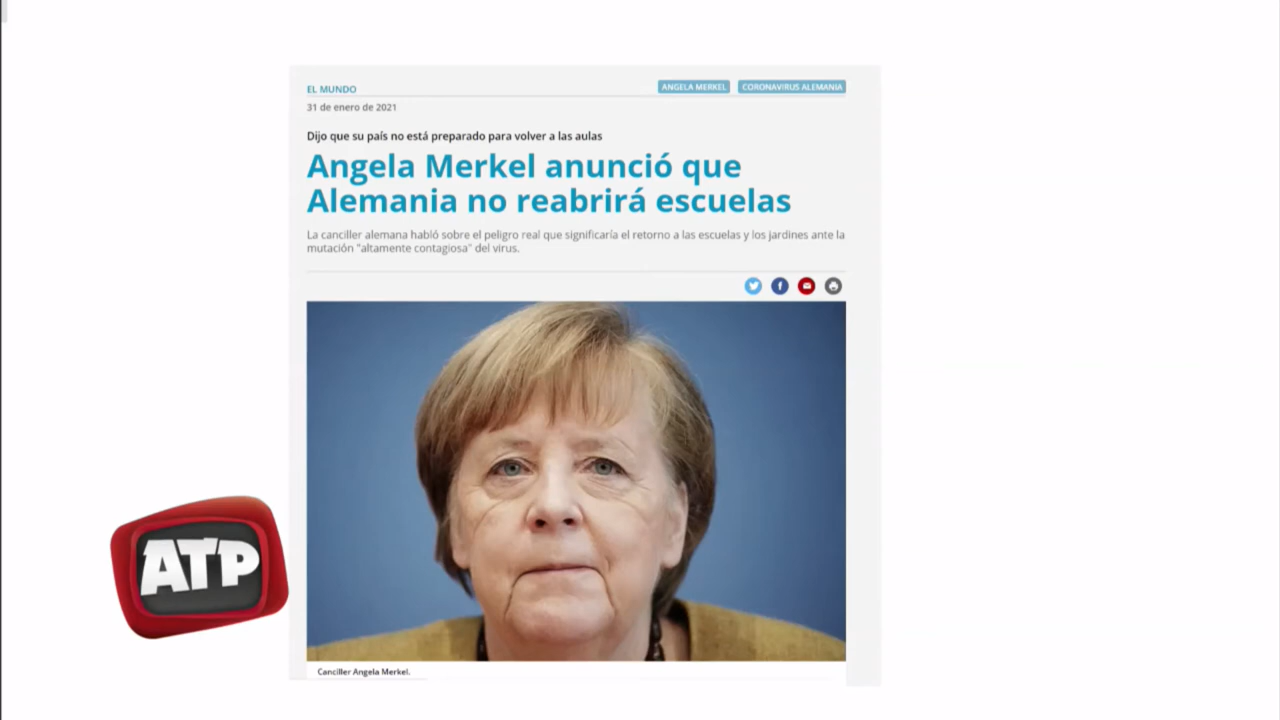 EL MUNDO
ANGELA MERKEL
CORONAVIRUS ALEMANIA
31 de enero de 2021
Dijo que su país no está preparado para volver a las aulas
Angela Merkel anunció que
Alemania no reabrirá escuelas
La canciller alemana habló sobre el peligro real que significaría el retorno a las escuelas y los jardines ante la
mutación "altamente contagiosa" del virus.
ATP
Canciller Angela Merkel.